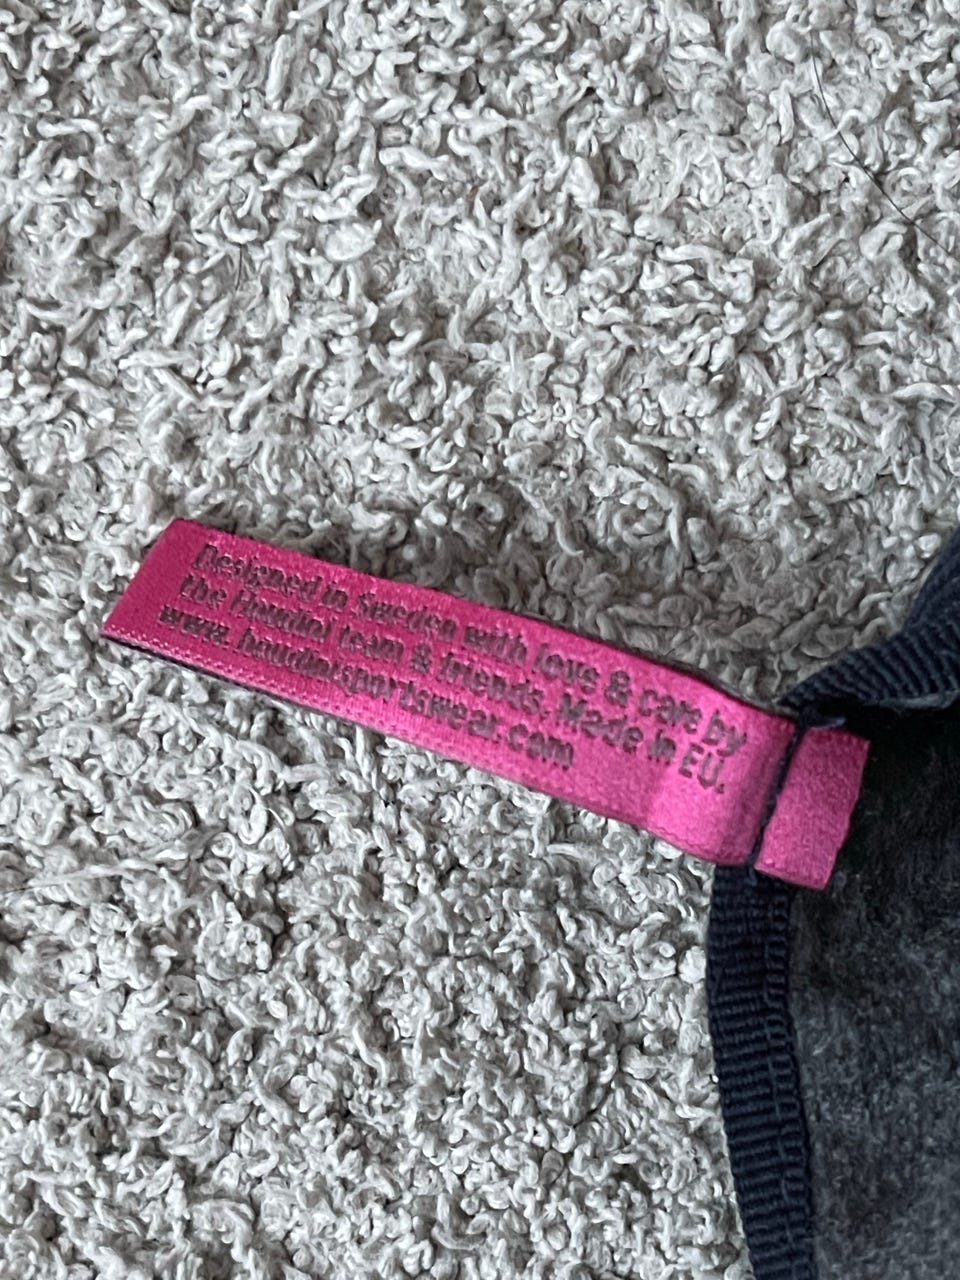 Designed in Sweden with love & care by
the Houdini team & friends. Made in EU.
www.houdinisportswear.com